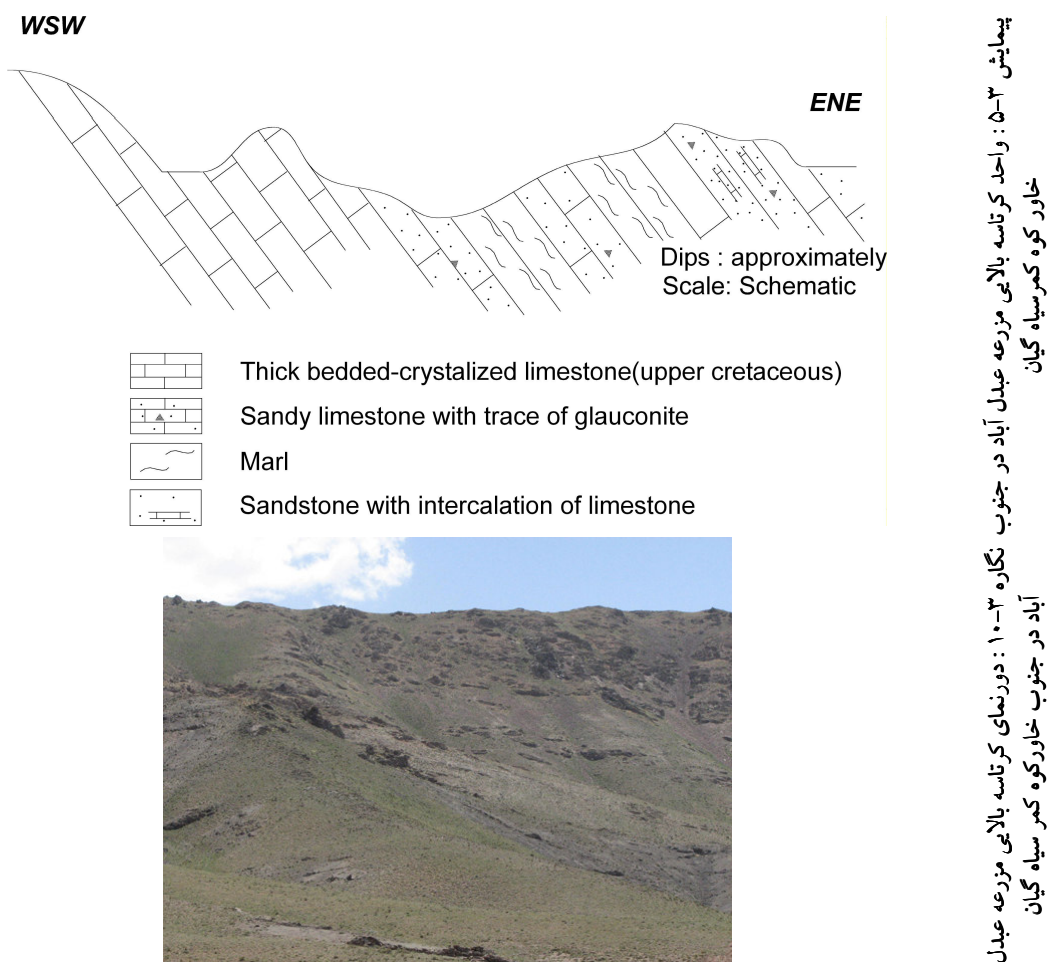 WSW
ENE
Dips : approximately
Scale: Schematic
Thick bedded-crystalized limestone(upper cretaceous)
Sandy limestone with trace of glauconite
Marl
Sandstone with intercalation of limestone
پیمایش ۳-۵ : واحد کرتاسه بالایی مزرعه عبدل آباد در جنوب
خاور کوه کمرسیاه گیان
نگاره ۳-۱۰ : دورنمای کرتاسه بالایی مزرعه عبدل
آباد در جنوب خاورکوه کمر سیاه گیان